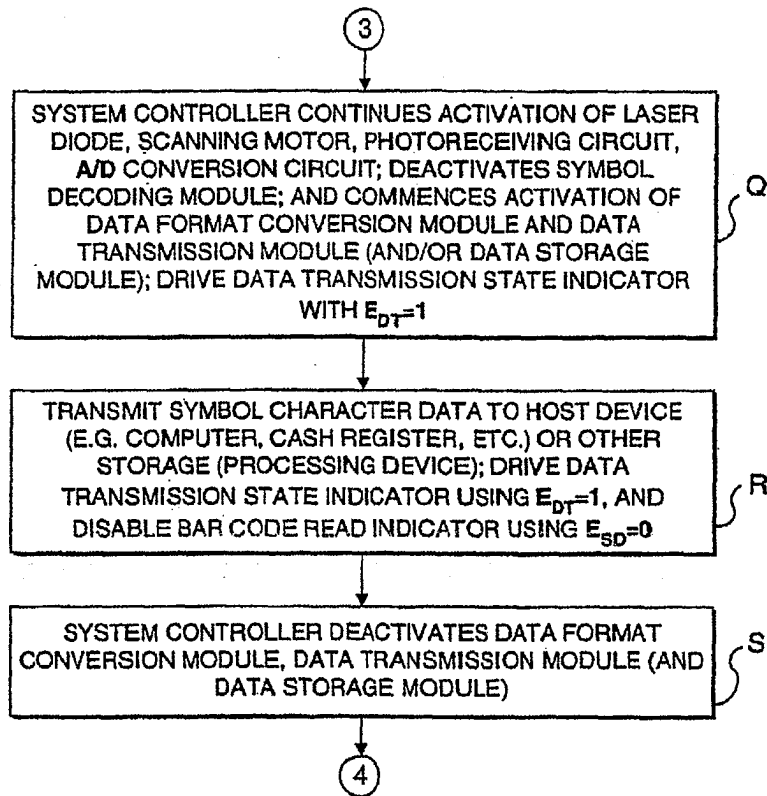 3
SYSTEM CONTROLLER CONTINUES ACTIVATION OF LASER
DIODE, SCANNING MOTOR, PHOTORECEIVING CIRCUIT,
A/D CONVERSION CIRCUIT; DEACTIVATES SYMBOL
DECODING MODULE; AND COMMENCES ACTIVATION OF
DATA FORMAT CONVERSION MODULE AND DATA
TRANSMISSION MODULE (AND/OR DATA STORAGE
MODULE); DRIVE DATA TRANSMISSION STATE INDICATOR
WITH E_DT=1
Q
TRANSMIT SYMBOL CHARACTER DATA TO HOST DEVICE
(E.G. COMPUTER, CASH REGISTER, ETC.) OR OTHER
STORAGE (PROCESSING DEVICE); DRIVE DATA
TRANSMISSION STATE INDICATOR USING E_DT=1, AND
DISABLE BAR CODE READ INDICATOR USING E_SD=0
R
SYSTEM CONTROLLER DEACTIVATES DATA FORMAT
CONVERSION MODULE, DATA TRANSMISSION MODULE (AND
DATA STORAGE MODULE)
S
4